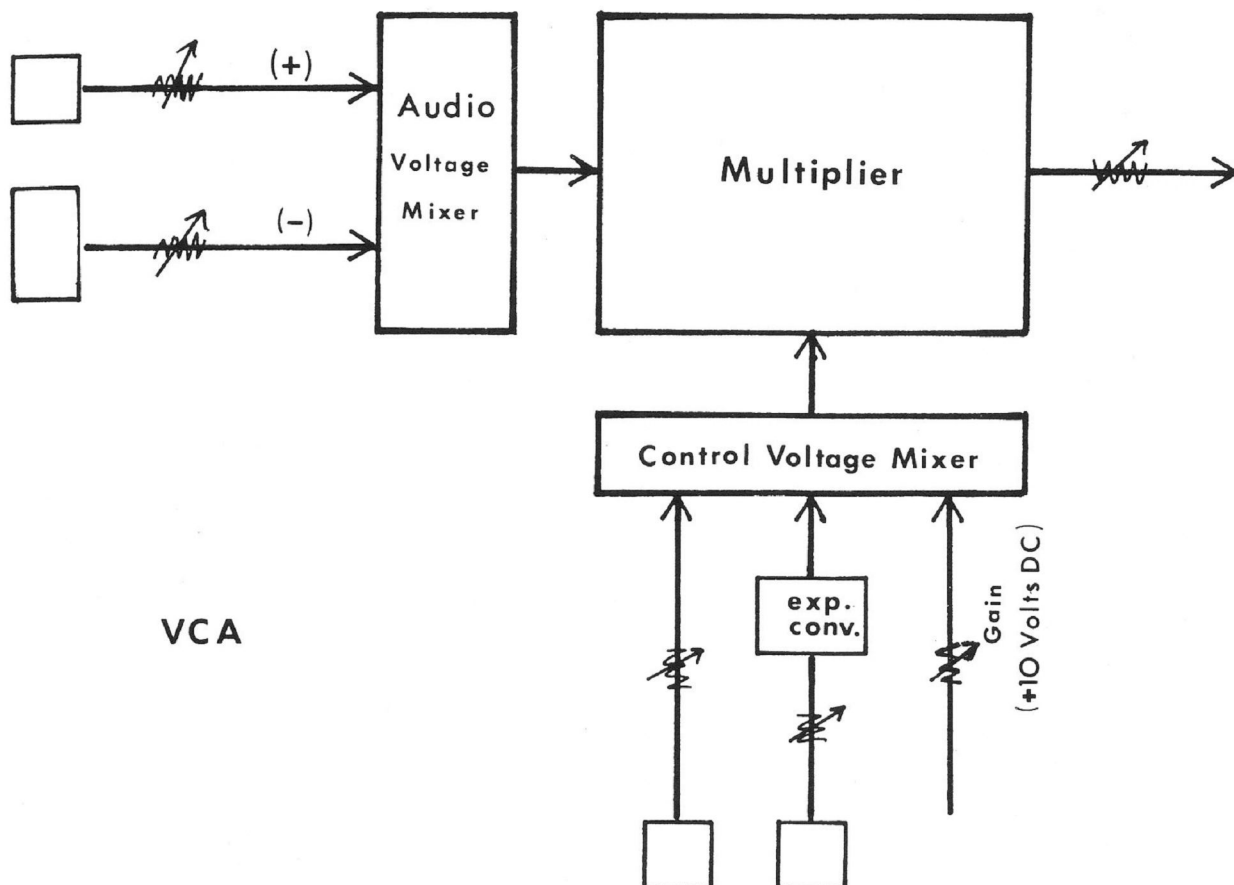 (+)
Audio
Voltage
Mixer
(-)
Multiplier
Control Voltage Mixer
exp.
conv.
Gain
(+10 Volts DC)
VCA